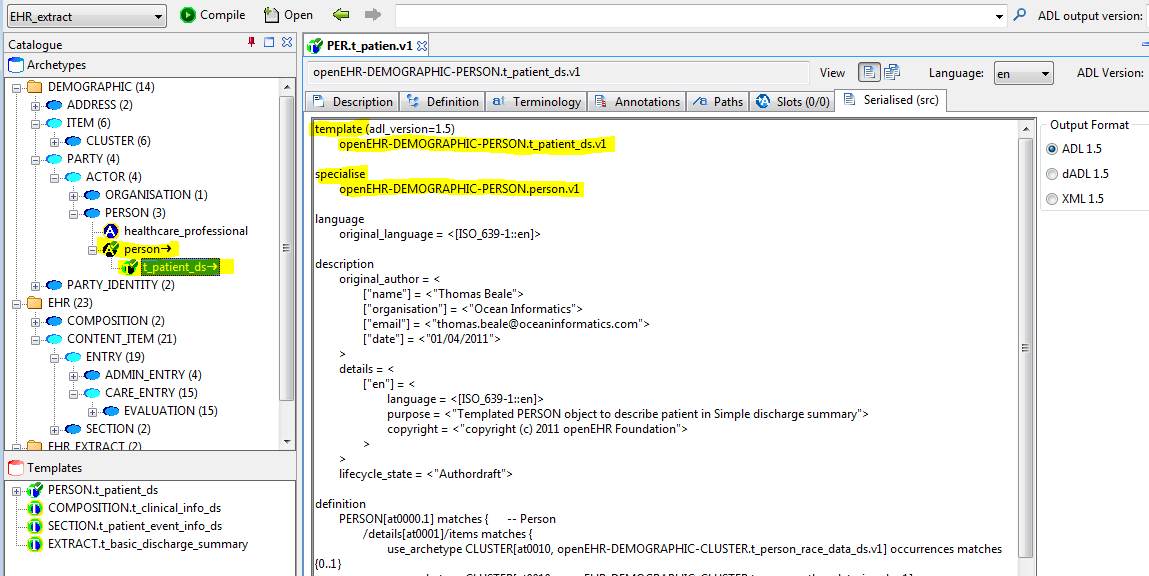 EHR_extract
Compile
Open
ADL output version:
Catalogue
Archetypes
DEMOGRAPHIC (14)
ADDRESS (2)
ITEM (6)
CLUSTER (6)
PARTY (4)
ACTOR (4)
ORGANISATION (1)
PERSON (3)
healthcare_professional
person→
t_patient_ds→
PARTY_IDENTITY (2)
EHR (23)
COMPOSITION (2)
CONTENT_ITEM (21)
ENTRY (19)
ADMIN_ENTRY (4)
CARE_ENTRY (15)
EVALUATION (15)
SECTION (2)
EHR_EXTRACT (2)
Templates
PERSON.t_patient_ds
COMPOSITION.t_clinical_info_ds
SECTION.t_patient_event_info_ds
EXTRACT.t_basic_discharge_summary
PER.t_patien.v1
openEHR-DEMOGRAPHIC-PERSON.t_patient_ds.v1
View
Language:
en
ADL Version:
Description
Definition
Terminology
Annotations
Paths
Slots (0/0)
Serialised (src)
template (adl_version=1.5)
openEHR-DEMOGRAPHIC-PERSON.t_patient_ds.v1
specialise
openEHR-DEMOGRAPHIC-PERSON.person.v1
language
original_language = <[ISO_639-1::en]>
description
original_author = <
["name"] = <"Thomas Beale">
["organisation"] = <"Ocean Informatics">
["email"] = <"thomas.beale@oceaninformatics.com">
["date"] = <"01/04/2011">
>
details = <
["en"] = <
language = <[ISO_639-1::en]>
purpose = <"Templated PERSON object to describe patient in Simple discharge summary">
copyright = <"copyright (c) 2011 openEHR Foundation">
>
>
lifecycle_state = <"Authordraft">
definition
PERSON[at0000.1] matches {     -- Person
/details[at0001]/items matches {
use_archetype CLUSTER[at0010, openEHR-DEMOGRAPHIC-CLUSTER.t_person_race_data_ds.v1] occurrences matches
{0..1}
Output Format
ADL 1.5
dADL 1.5
XML 1.5